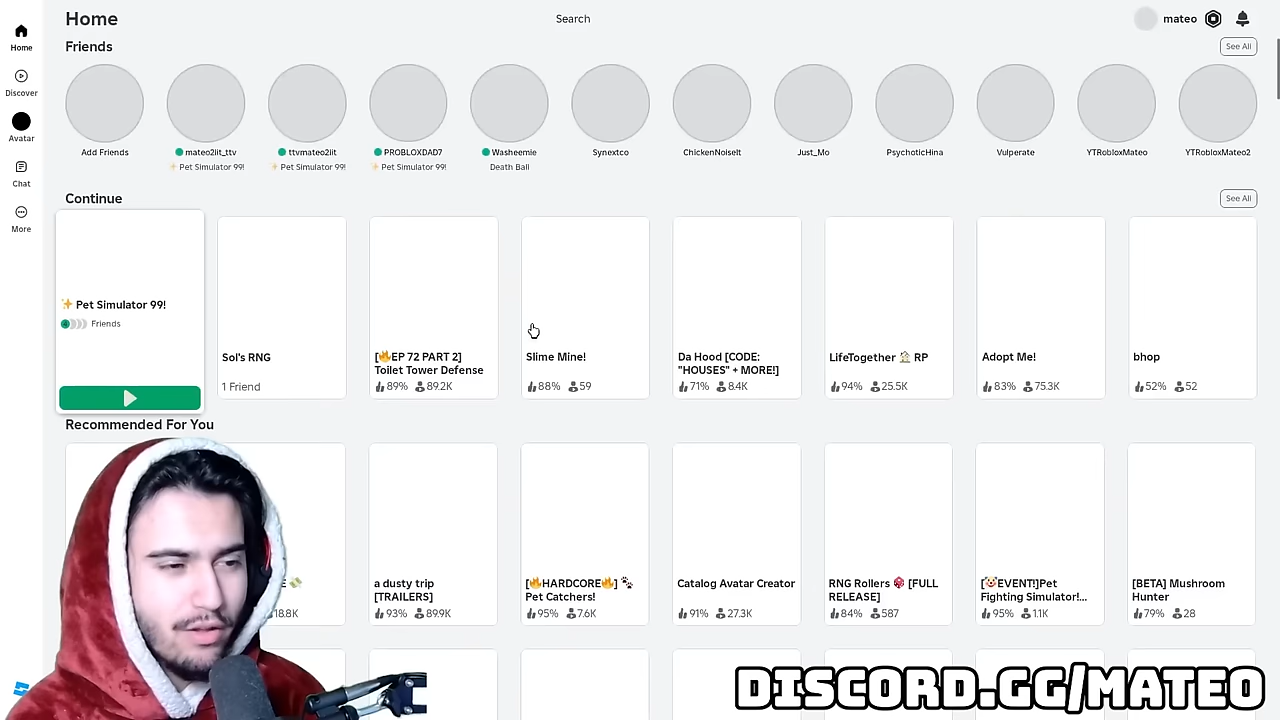 Home
Search
mateo
Home
Discover
Avatar
Chat
More
Friends
See All
Add Friends
mateo2lit_ttv
✨ Pet Simulator 99!
ttvmateo2lit
✨ Pet Simulator 99!
PROBLOXDAD7
✨ Pet Simulator 99!
Washeemie
Death Ball
Synextco
ChickenNoiselt
Just_Mo
PsychoticHina
Vulperate
YTRobloxMateo
YTRobloxMateo2
Continue
See All
✨ Pet Simulator 99!
Friends
Sol's RNG
1 Friend
[🔥EP 72 PART 2]
Toilet Tower Defense
89% 89.2K
Slime Mine!
88% 59
Da Hood [CODE:
"HOUSES" + MORE!]
71% 8.4K
LifeTogether 🏠 RP
94% 25.5K
Adopt Me!
83% 75.3K
bhop
52% 52
Recommended For You
18.8K
a dusty trip
[TRAILERS]
93% 89.9K
[🔥HARDCORE🔥] 🐾
Pet Catchers!
95% 7.6K
Catalog Avatar Creator
91% 27.3K
RNG Rollers 🎲 [FULL
RELEASE]
84% 587
[🤡EVENT!]Pet
Fighting Simulator!...
95% 1.1K
[BETA] Mushroom
Hunter
79% 28
DISCORD.GG/MATEO